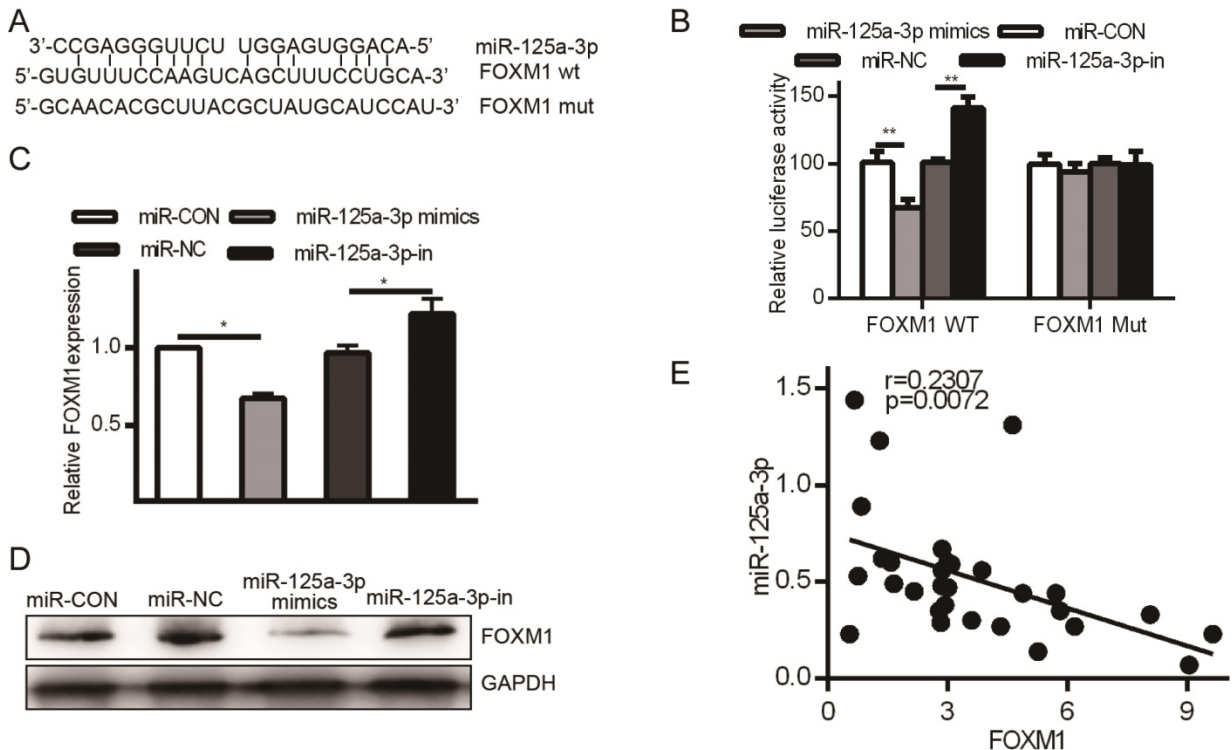 A
3'-CCGAGGGUUCU UGGAGUGGACA-5' miR-125a-3p
5'-GUGUUUCCAAGUCAGCUUUCCUGCA-3' FOXM1 wt
5'-GCAACACGCUUACGCUAUGCAUCCAU-3' FOXM1 mut
B
miR-125a-3p mimics miR-CON
miR-NC miR-125a-3p-in
Relative luciferase activity
150
100
50
0
** **
FOXM1 WT FOXM1 Mut
C
miR-CON miR-125a-3p mimics
miR-NC miR-125a-3p-in
Relative FOXM1expression
1.0
0.5
* *
D
miR-CON miR-NC miR-125a-3p mimics miR-125a-3p-in
FOXM1
GAPDH
E
r=0.2307
p=0.0072
miR-125a-3p
1.5
1.0
0.5
0.0
0 3 6 9
FOXM1